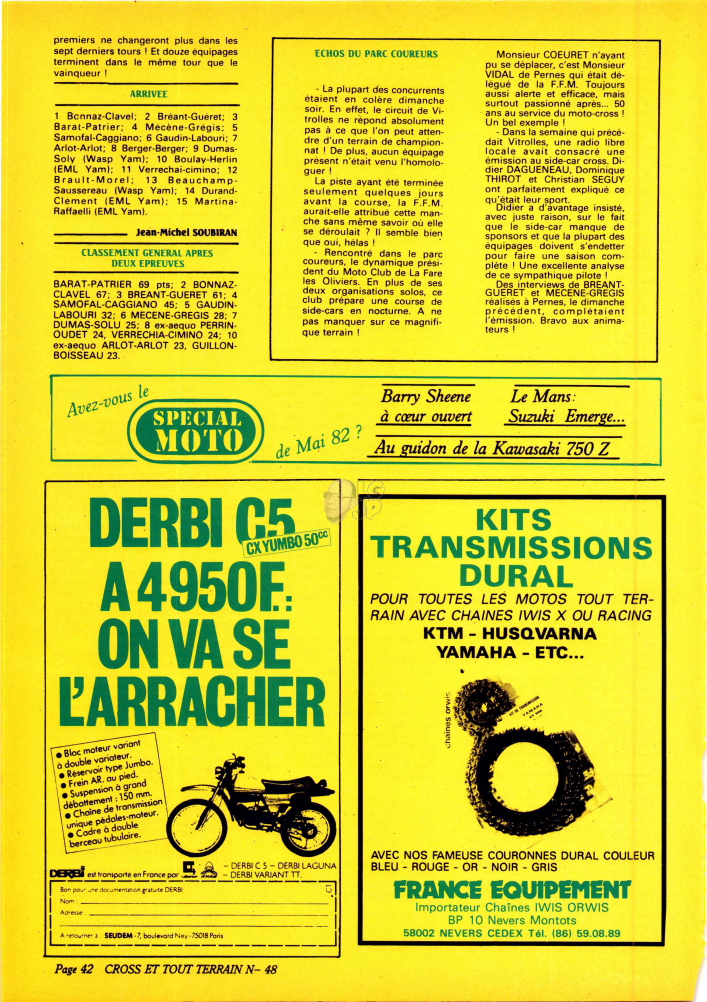 premiers ne changeront plus dans les
sept derniers tours ! Et douze équipages
terminent dans le même tour que le
vainqueur !
ARRIVEE
1 Bonnaz-Clavel; 2 Bréant-Guéret; 3
Barat-Patrier; 4 Mécène-Grégis; 5
Samofal-Caggiano; 6 Gaudin-Labouri; 7
Arlot-Arlot; 8 Berger-Berger; 9 Dumas-
Soly (Wasp Yam); 10 Boulay-Herlin
(EML Yam); 11 Verrechai-cimino; 12
Brault-Morel; 13 Beauchamp-
Saussereau (Wasp Yam); 14 Durand-
Clément (EML Yam); 15 Martina-
Raffaelli (EML Yam).
Jean-Michel SOUBIRAN
CLASSEMENT GENERAL APRES
DEUX EPREUVES
BARAT-PATRIER 69 pts; 2 BONNAZ-
CLAVEL 67; 3 BREANT-GUERET 61; 4
SAMOFAL-CAGGIANO 45; 5 GAUDIN-
LABOURI 32; 6 MECENE-GREGIS 28; 7
DUMAS-SOLU 25; 8 ex-aequo PERRIN-
OUDET 24, VERRECHIA-CIMINO 24; 10
ex-aequo ARLOT-ARLOT 23, GUILLON-
BOISSEAU 23.
ECHOS DU PARC COUREURS
- La plupart des concurrents
étaient en colère dimanche
soir. En effet, le circuit de Vi-
trolles ne répond absolument
pas à ce que l'on peut atten-
dre d'un terrain de champion-
nat ! De plus, aucun équipage
présent n'était venu l'homolo-
guer !
La piste ayant été terminée
seulement quelques jours
avant la course, la F.F.M.
aurait-elle attribué cette man-
che sans même savoir où elle
se déroulait ? Il semble bien
que oui, hélas !
- Rencontré dans le parc
coureurs, le dynamique prési-
dent du Moto Club de La Fare
les Oliviers. En plus de ses
deux organisations solos, ce
club prépare une course de
side-cars en nocturne. A ne
pas manquer sur ce magnifi-
que terrain !
Monsieur COEURET n'ayant
pu se déplacer, c'est Monsieur
VIDAL de Pernes qui était dé-
légué de la F.F.M. Toujours
aussi alerte et efficace, mais
surtout passionné après... 50
ans au service du moto-cross !
Un bel exemple !
- Dans la semaine qui précé-
dait Vitrolles, une radio libre
locale avait consacré une
émission au side-car cross. Di-
dier DAGUENEAU, Dominique
THIROT et Christian SEGUY
ont parfaitement expliqué ce
qu'était leur sport.
Didier a d'avantage insisté,
avec juste raison, sur le fait
que le side-car manque de
sponsors et que la plupart des
équipages doivent s'endetter
pour faire une saison com-
plète ! Une excellente analyse
de ce sympathique pilote !
Des interviews de BREANT-
GUERET et MECENE-GREGIS
réalisés à Pernes, le dimanche
précédent, complétaient
l'émission. Bravo aux anima-
teurs !
Avez-vous le
SPECIAL
MOTO
de Mai 82 ?
Barry Sheene
à cœur ouvert
Le Mans:
Suzuki Emerge...
Au guidon de la Kawasaki 750 Z
DERBI C5
CX YUMBO 50cc
A 4950F.:
ON VA SE
L'ARRACHER
● Bloc moteur variant
à double variateur.
● Réservoir type Jumbo.
● Frein AR. au pied.
● Suspension à grand
débattement : 150 mm.
● Chaîne de transmission
unique pédales-moteur.
● Cadre à double
berceau tubulaire.
DERBI est transporté en France par
– DERBI C 5 – DERBI LAGUNA
– DERBI VARIANT TT.
Bon pour une documentation gratuite DERBI
Nom :
Adresse :
A retourner à SEUDEM - 7, boulevard Ney - 75018 Paris
KITS
TRANSMISSIONS
DURAL
POUR TOUTES LES MOTOS TOUT TER-
RAIN AVEC CHAINES IWIS X OU RACING
KTM - HUSQVARNA
YAMAHA - ETC...
chaines orwis
KIT DE TRANSMISSION
YAMAHA
AVEC NOS FAMEUSE COURONNES DURAL COULEUR
BLEU - ROUGE - OR - NOIR - GRIS
FRANCE EQUIPEMENT
Importateur Chaînes IWIS ORWIS
BP 10 Nevers Montots
58002 NEVERS CEDEX Tél. (86) 59.08.89
Page 42 CROSS ET TOUT TERRAIN N– 48